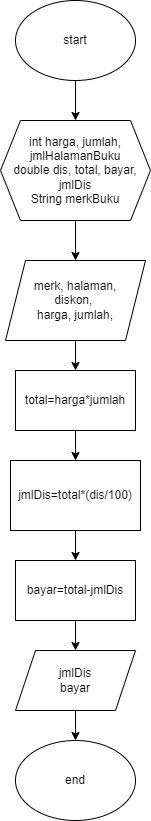 start
int harga, jumlah,
jmlHalamanBuku
double dis, total, bayar,
jmlDis
String merkBuku
merk, halaman,
diskon,
harga, jumlah,
total=harga*jumlah
jmlDis=total*(dis/100)
bayar=total-jmlDis
jmlDis
bayar
end